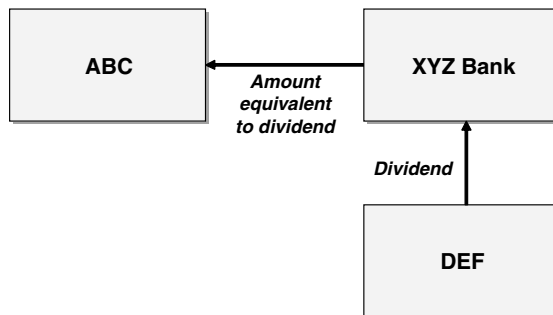 ABC
XYZ Bank
Amount
equivalent
to dividend
Dividend
DEF